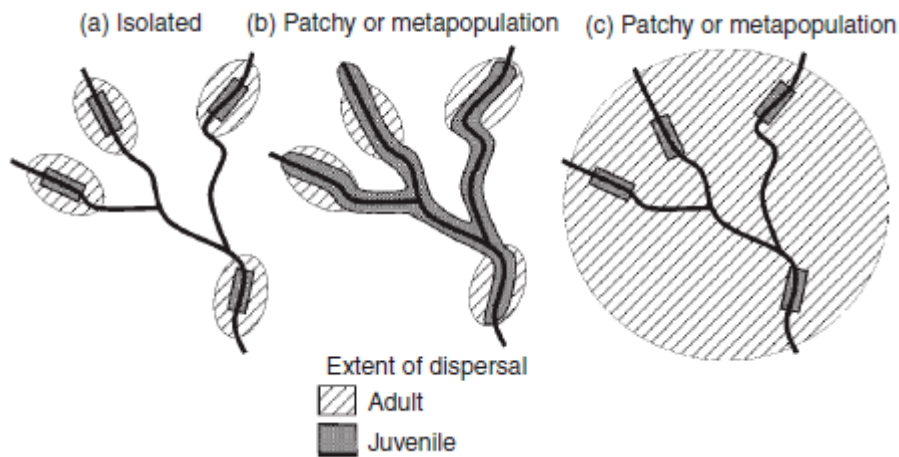 (a) Isolated
(b) Patchy or metapopulation
(c) Patchy or metapopulation
Extent of dispersal
Adult
Juvenile